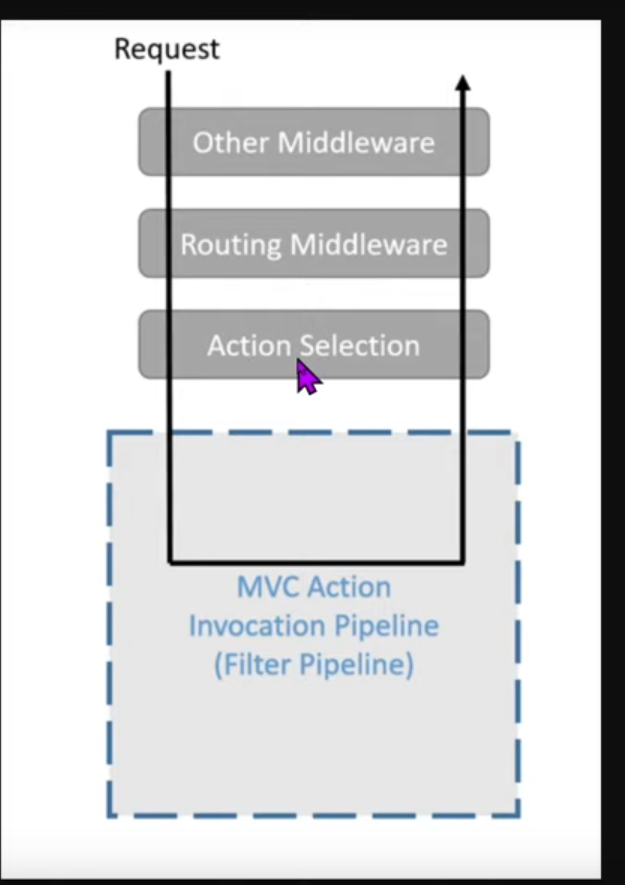 Request
Other Middleware
Routing Middleware
Action Selection
MVC Action
Invocation Pipeline
(Filter Pipeline)